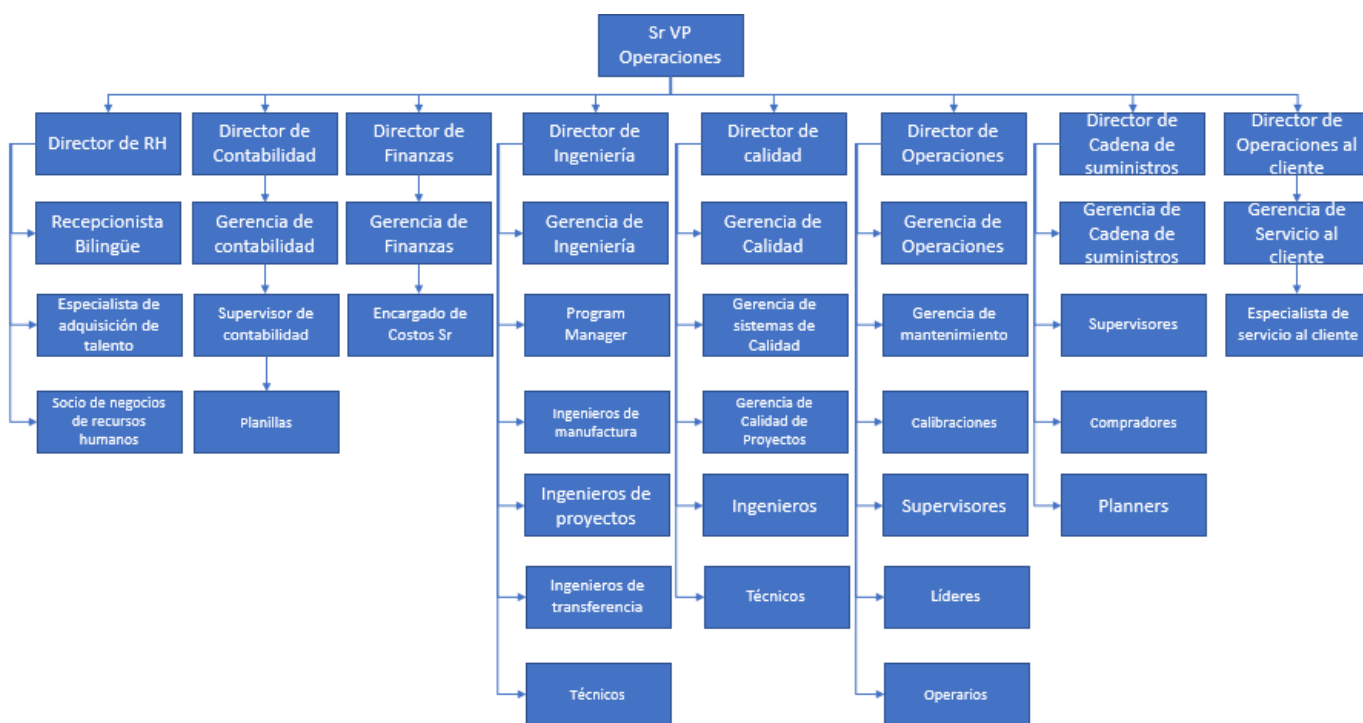 Sr VP
Operaciones
Director de RH
Director de
Contabilidad
Director de
Finanzas
Director de
Ingeniería
Director de
calidad
Director de
Operaciones
Director de
Cadena de
suministros
Director de
Operaciones al
cliente
Recepcionista
Bilingüe
Gerencia de
contabilidad
Gerencia de
Finanzas
Gerencia de
Ingeniería
Gerencia de
Calidad
Gerencia de
Operaciones
Gerencia de
Cadena de
suministros
Gerencia de
Servicio al
cliente
Especialista de
adquisición de
talento
Supervisor de
contabilidad
Encargado de
Costos Sr
Program
Manager
Gerencia de
sistemas de
Calidad
Gerencia de
mantenimiento
Supervisores
Especialista de
servicio al cliente
Socio de negocios
de recursos
humanos
Planillas
Ingenieros de
manufactura
Gerencia de
Calidad de
Proyectos
Calibraciones
Compradores
Ingenieros de
proyectos
Ingenieros
Supervisores
Planners
Ingenieros de
transferencia
Técnicos
Líderes
Técnicos
Operarios